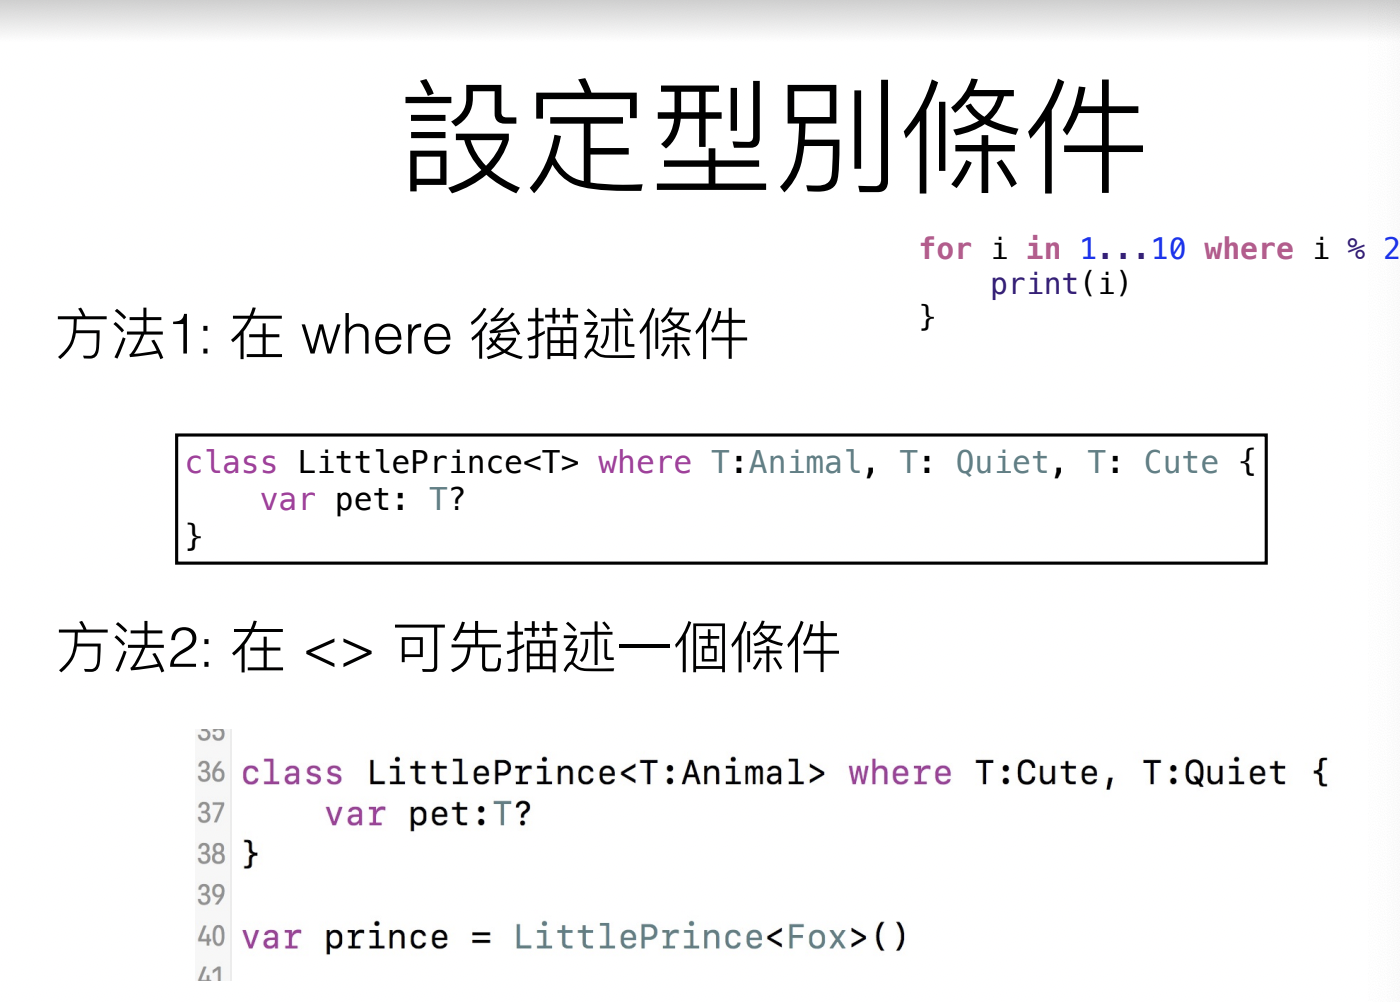 設定型別條件
for i in 1...10 where i % 2
    print(i)
}
方法1: 在 where 後描述條件
class LittlePrince<T> where T:Animal, T: Quiet, T: Cute {
    var pet: T?
}
方法2: 在 <> 可先描述一個條件
35
36 class LittlePrince<T:Animal> where T:Cute, T:Quiet {
37     var pet:T?
38 }
39
40 var prince = LittlePrince<Fox>()
41